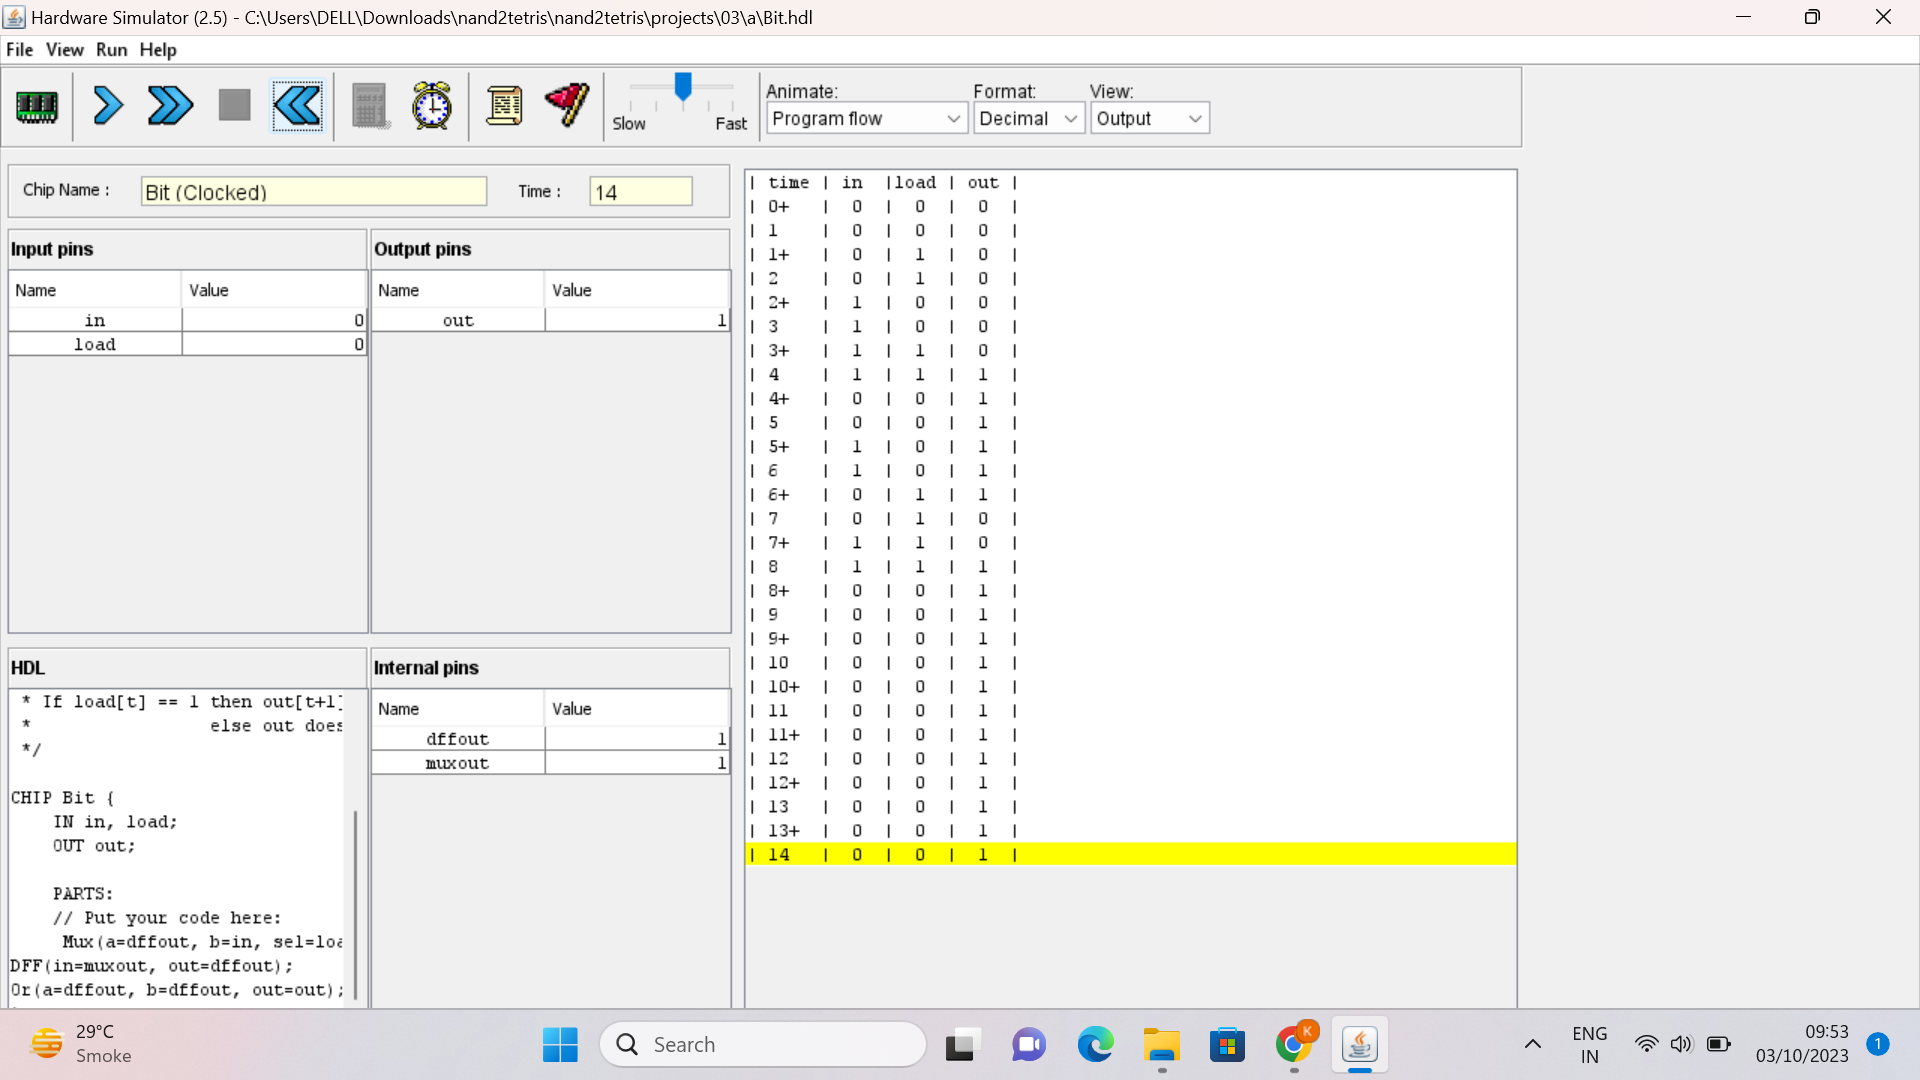 Hardware Simulator (2.5) - C:\Users\DELL\Downloads\nand2tetris\nand2tetris\projects\03\a\Bit.hdl
File View Run Help
Slow Fast
Animate:
Program flow
Format:
Decimal
View:
Output
Chip Name :
Bit (Clocked)
Time :
14
Input pins
Name Value
in 0
load 0
Output pins
Name Value
out 1
HDL
* If load[t] == 1 then out[t+1]
* else out does
*/
CHIP Bit {
IN in, load;
OUT out;
PARTS:
// Put your code here:
Mux(a=dffout, b=in, sel=loa
DFF(in=muxout, out=dffout);
Or(a=dffout, b=dffout, out=out);
Internal pins
Name Value
dffout 1
muxout 1
| time | in |load | out |
| 0+ | 0 | 0 | 0 |
| 1 | 0 | 0 | 0 |
| 1+ | 0 | 1 | 0 |
| 2 | 0 | 1 | 0 |
| 2+ | 1 | 0 | 0 |
| 3 | 1 | 0 | 0 |
| 3+ | 1 | 1 | 0 |
| 4 | 1 | 1 | 1 |
| 4+ | 0 | 0 | 1 |
| 5 | 0 | 0 | 1 |
| 5+ | 1 | 0 | 1 |
| 6 | 1 | 0 | 1 |
| 6+ | 0 | 1 | 1 |
| 7 | 0 | 1 | 0 |
| 7+ | 1 | 1 | 0 |
| 8 | 1 | 1 | 1 |
| 8+ | 0 | 0 | 1 |
| 9 | 0 | 0 | 1 |
| 9+ | 0 | 0 | 1 |
| 10 | 0 | 0 | 1 |
| 10+ | 0 | 0 | 1 |
| 11 | 0 | 0 | 1 |
| 11+ | 0 | 0 | 1 |
| 12 | 0 | 0 | 1 |
| 12+ | 0 | 0 | 1 |
| 13 | 0 | 0 | 1 |
| 13+ | 0 | 0 | 1 |
| 14 | 0 | 0 | 1 |
29°C
Smoke
Search
K
ENG
IN
09:53
03/10/2023
1